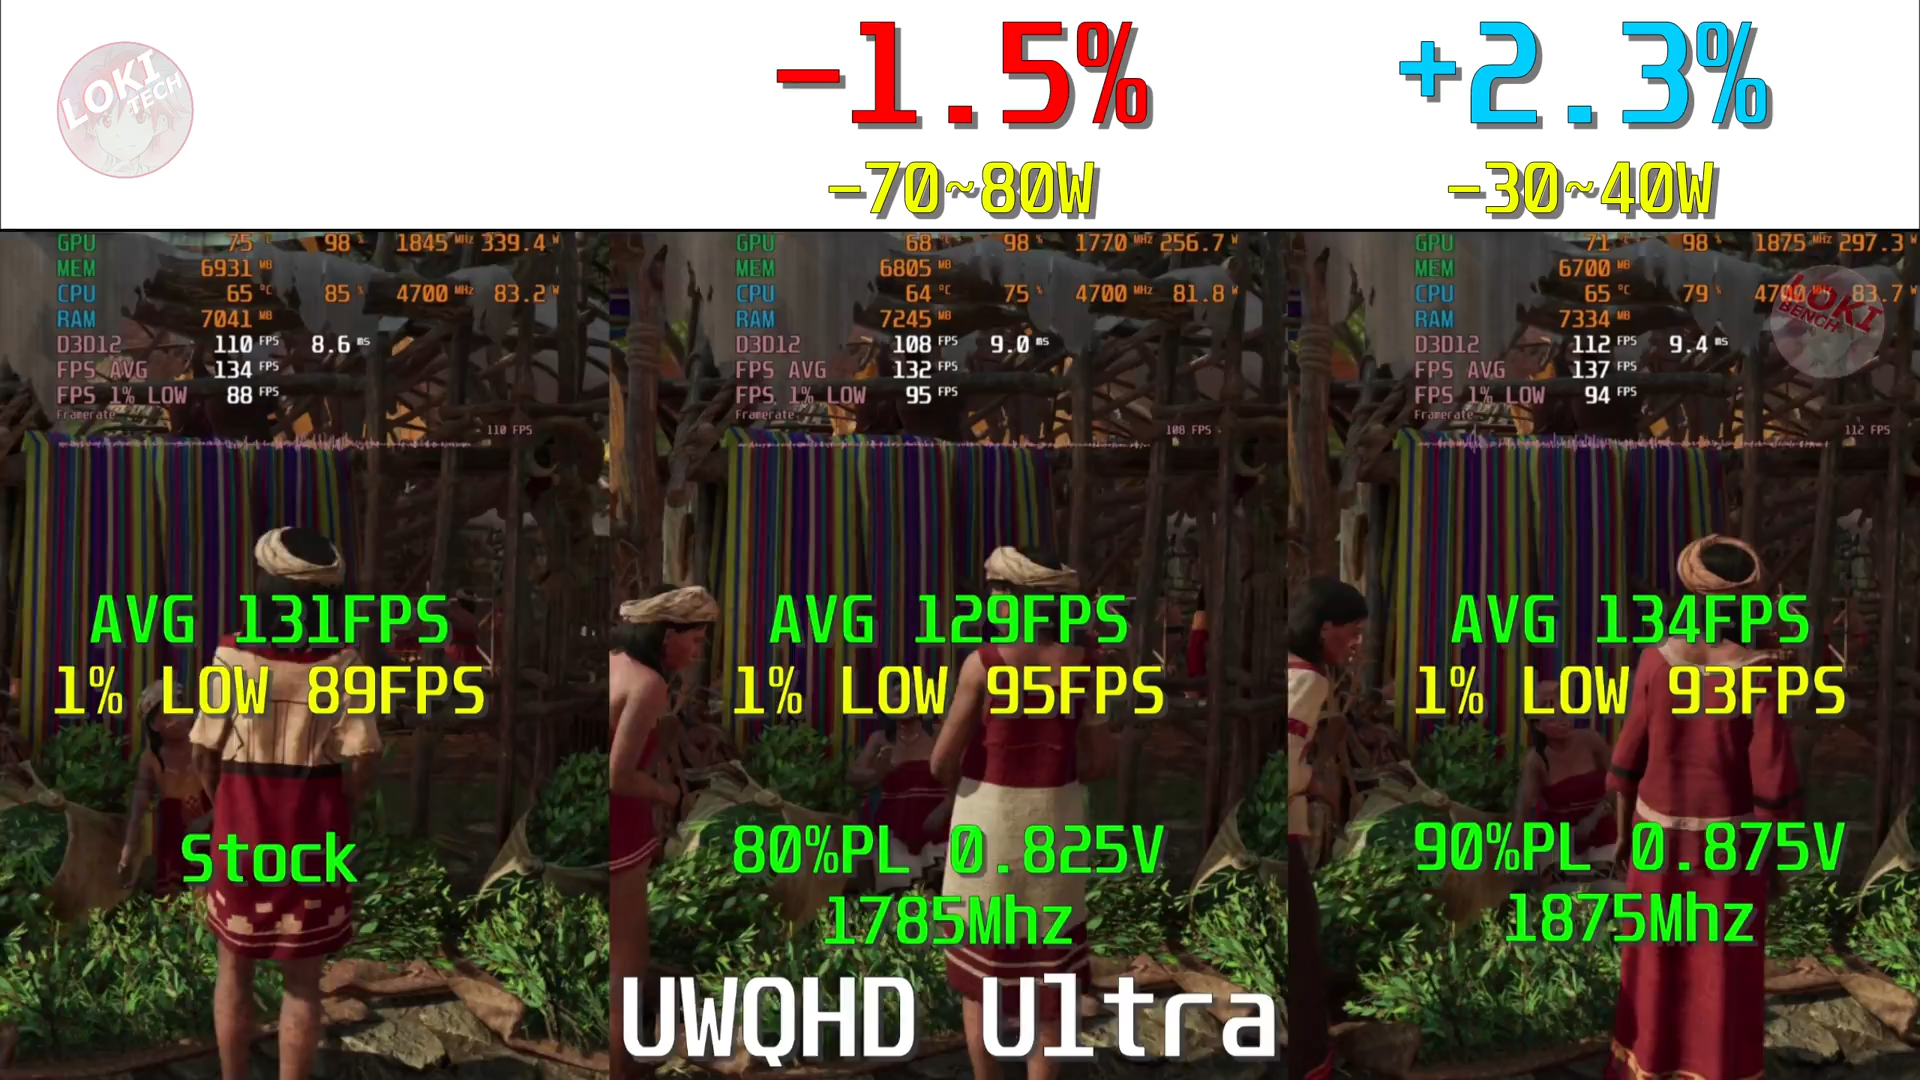 LOKI
TECH
-1.5%
-70~80W
+2.3%
-30~40W
GPU 75 °C 98 % 1845 MHz 339.4 W
MEM 6931 MB
CPU 65 °C 85 % 4700 MHz 83.2 W
RAM 7041 MB
D3D12 110 FPS 8.6 ms
FPS AVG 134 FPS
FPS 1% LOW 88 FPS
Framerate
110 FPS
AVG 131FPS
1% LOW 89FPS
Stock
GPU 68 °C 98 % 1770 MHz 256.7 W
MEM 6805 MB
CPU 64 °C 75 % 4700 MHz 81.8 W
RAM 7245 MB
D3D12 108 FPS 9.0 ms
FPS AVG 132 FPS
FPS 1% LOW 95 FPS
Framerate
108 FPS
AVG 129FPS
1% LOW 95FPS
80%PL 0.825V
1785Mhz
GPU 71 °C 98 % 1875 MHz 297.3 W
MEM 6700 MB
CPU 65 °C 79 % 4700 MHz 83.7 W
RAM 7334 MB
D3D12 112 FPS 9.4 ms
FPS AVG 137 FPS
FPS 1% LOW 94 FPS
Framerate
112 FPS
LOKI
BENCH
AVG 134FPS
1% LOW 93FPS
90%PL 0.875V
1875Mhz
UWQHD Ultra